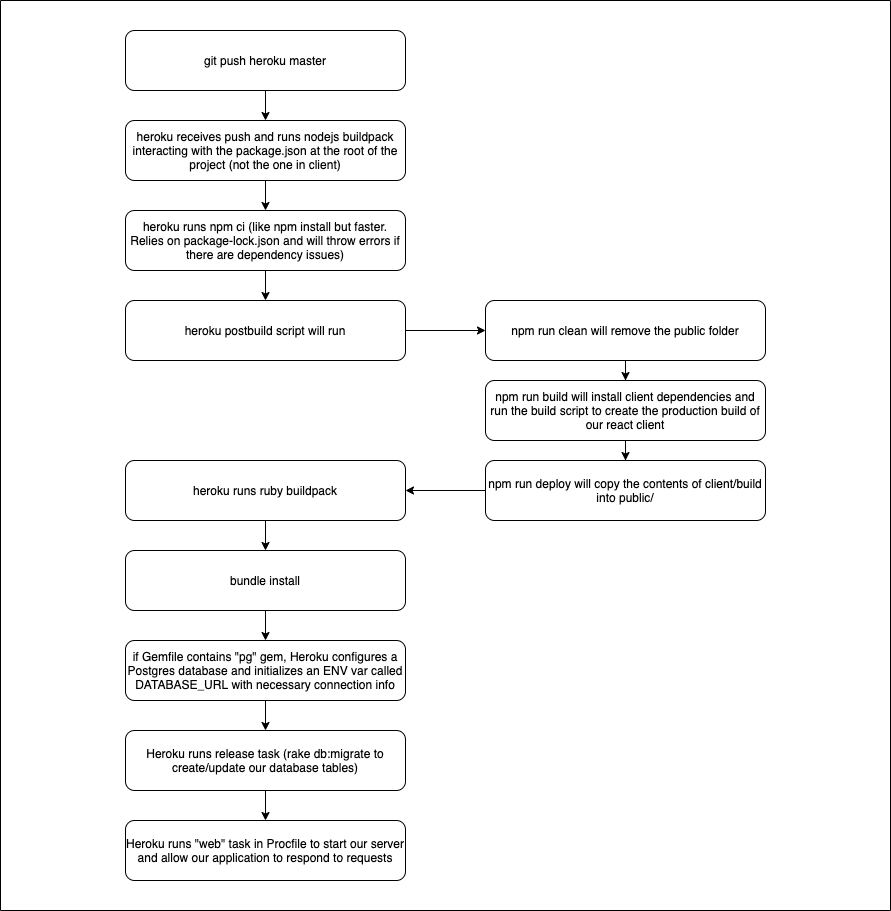 git push heroku master
heroku receives push and runs nodejs buildpack
interacting with the package.json at the root of the
project (not the one in client)
heroku runs npm ci (like npm install but faster.
Relies on package-lock.json and will throw errors if
there are dependency issues)
heroku postbuild script will run
npm run clean will remove the public folder
npm run build will install client dependencies and
run the build script to create the production build of
our react client
npm run deploy will copy the contents of client/build
into public/
heroku runs ruby buildpack
bundle install
if Gemfile contains "pg" gem, Heroku configures a
Postgres database and initializes an ENV var called
DATABASE_URL with necessary connection info
Heroku runs release task (rake db:migrate to
create/update our database tables)
Heroku runs "web" task in Procfile to start our server
and allow our application to respond to requests